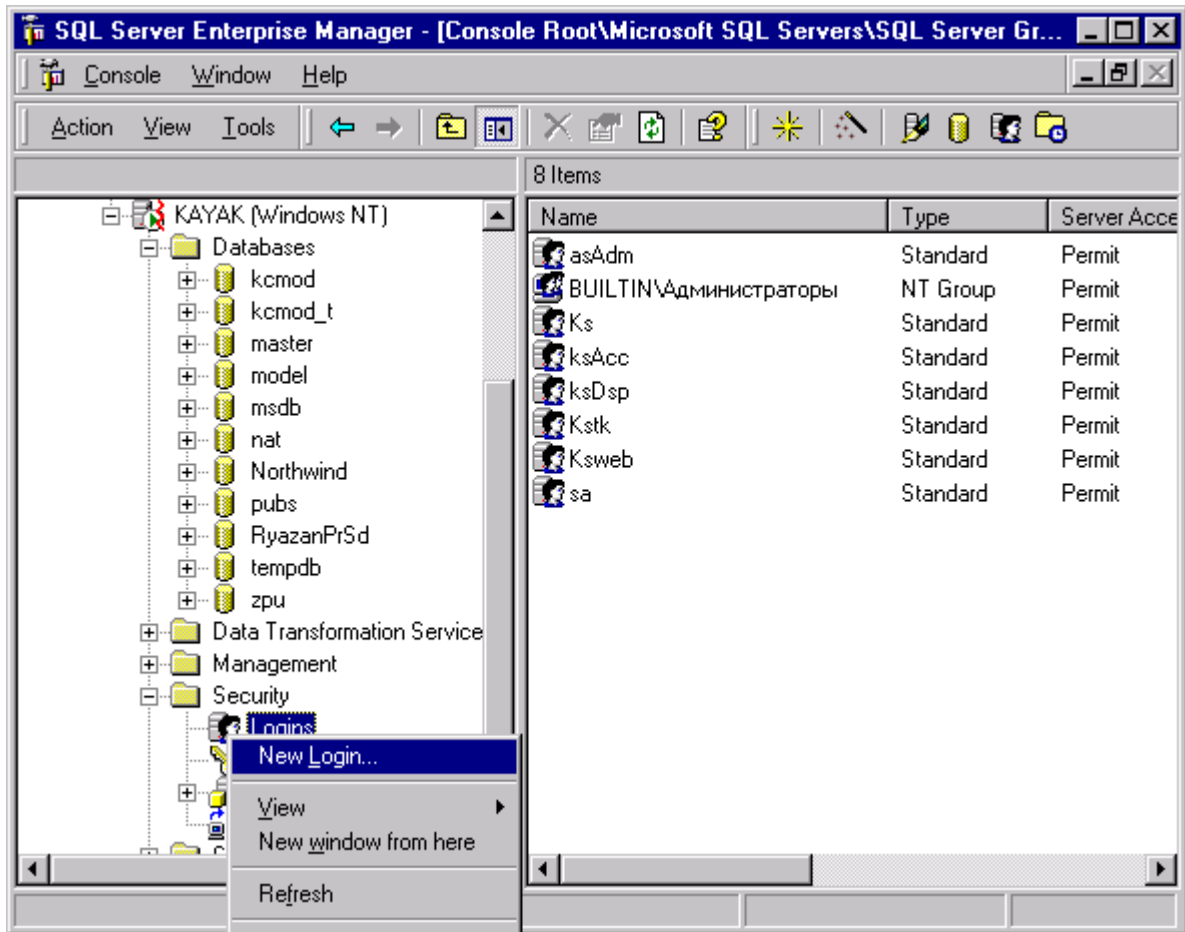 SQL Server Enterprise Manager - [Console Root\Microsoft SQL Servers\SQL Server Gr...
Console Window Help
Action View Tools
8 Items
KAYAK (Windows NT)
Databases
kcmod
kcmod_t
master
model
msdb
nat
Northwind
pubs
RyazanPrSd
tempdb
zpu
Data Transformation Service
Management
Security
Logins
New Login...
View
New window from here
Refresh
Name Type Server Acce
asAdm Standard Permit
BUILTIN\Администраторы NT Group Permit
Ks Standard Permit
ksAcc Standard Permit
ksDsp Standard Permit
Kstk Standard Permit
Ksweb Standard Permit
sa Standard Permit